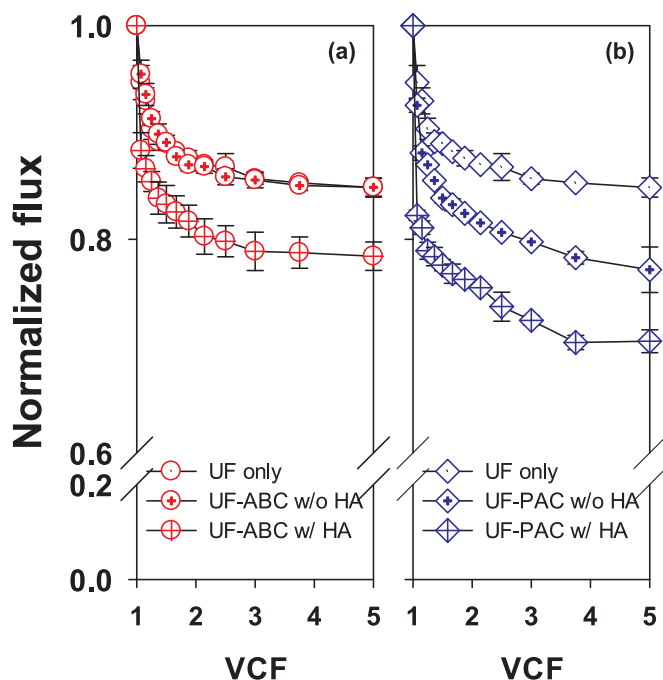 Normalized flux
1.0
0.8
0.6
0.2
0.0
(a)
UF only
UF-ABC w/o HA
UF-ABC w/ HA
1 2 3 4 5
VCF
(b)
UF only
UF-PAC w/o HA
UF-PAC w/ HA
1 2 3 4 5
VCF